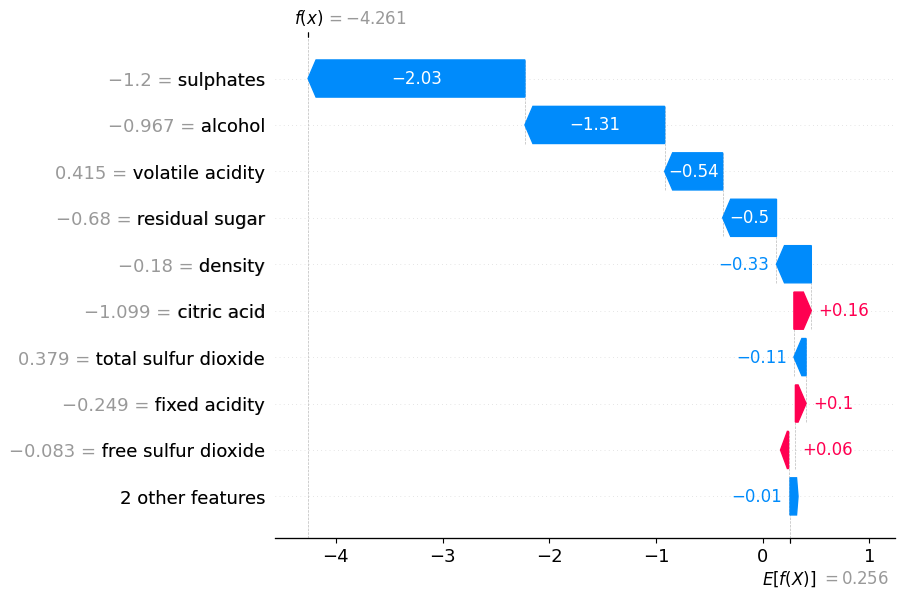 f(x) = −4.261
−1.2 = sulphates
−2.03
−0.967 = alcohol
−1.31
0.415 = volatile acidity
−0.54
−0.68 = residual sugar
−0.5
−0.18 = density
−0.33
−1.099 = citric acid
+0.16
0.379 = total sulfur dioxide
−0.11
−0.249 = fixed acidity
+0.1
−0.083 = free sulfur dioxide
+0.06
2 other features
−0.01
−4 −3 −2 −1 0 1
E[f(X)] = 0.256